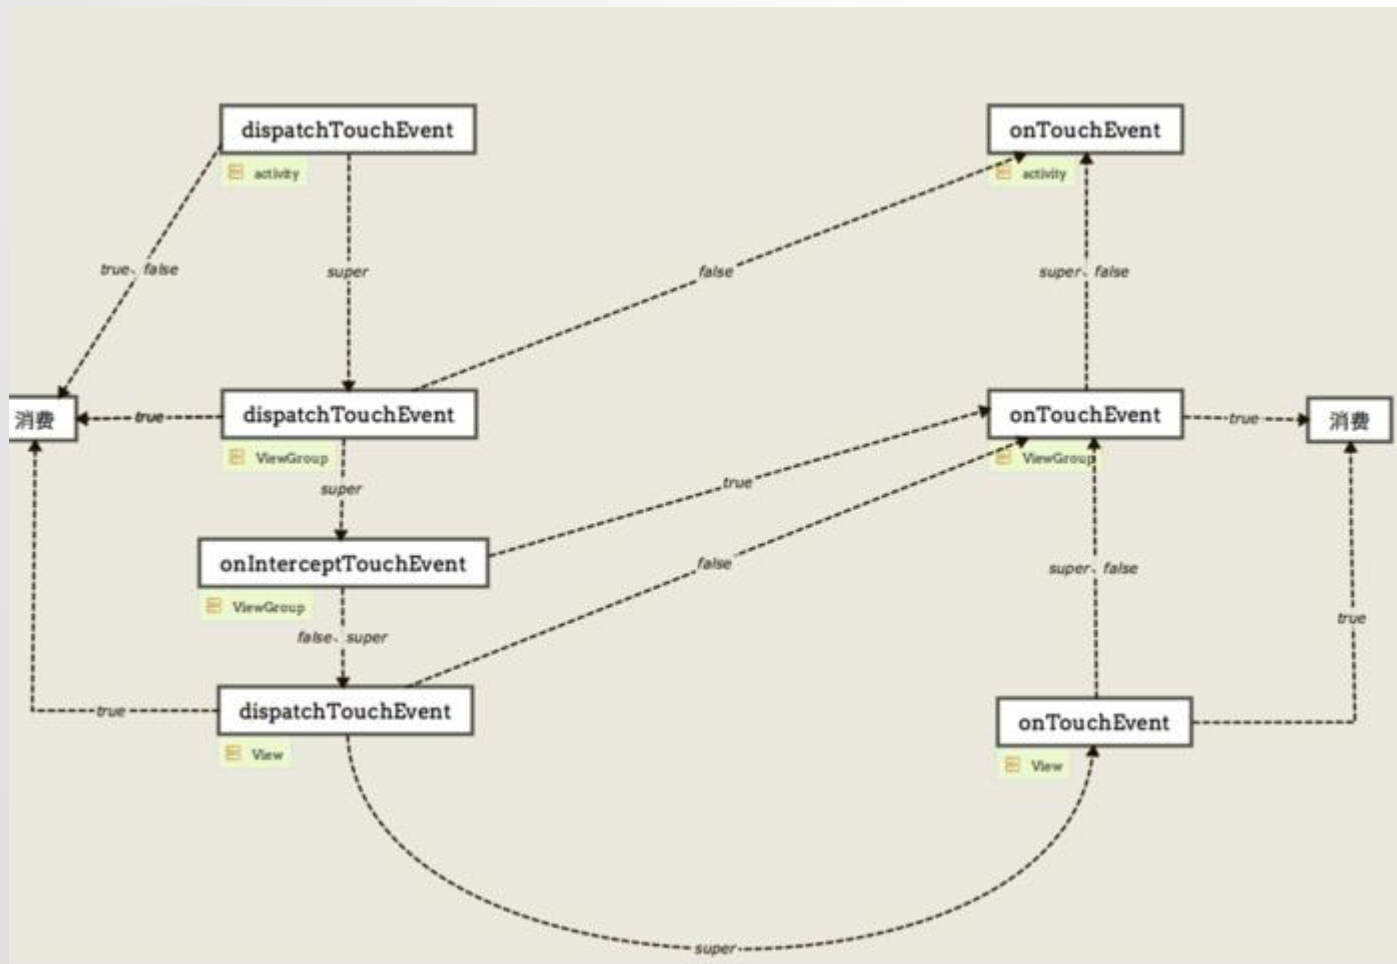 dispatchTouchEvent
onTouchEvent
activity
activity
true、false
super
false
super、false
消费
true
dispatchTouchEvent
onTouchEvent
true
消费
ViewGroup
ViewGroup
super
true
onInterceptTouchEvent
false
super、false
ViewGroup
true
false、super
true
dispatchTouchEvent
onTouchEvent
View
View
super